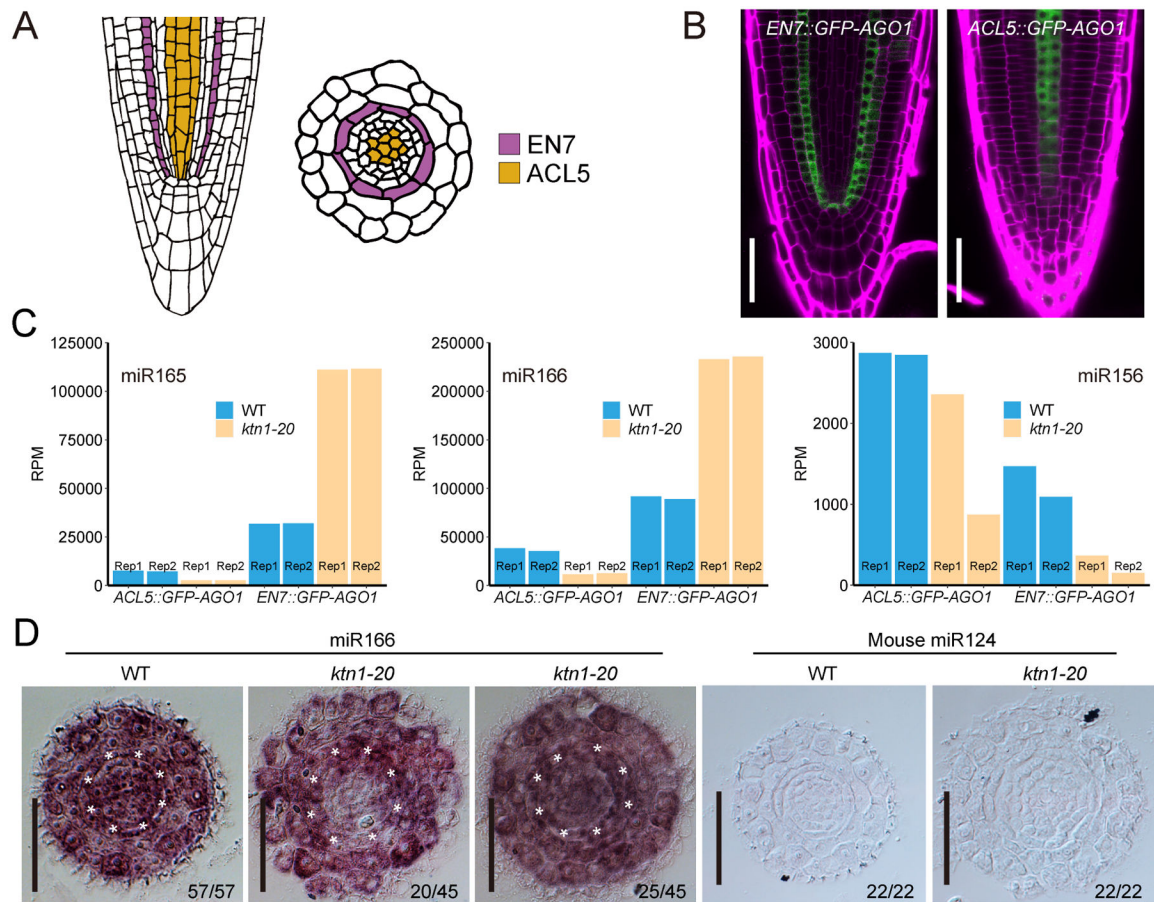 A
EN7
ACL5
B
EN7::GFP-AGO1
ACL5::GFP-AGO1
C
125000
100000
75000
50000
25000
0
RPM
miR165
WT
ktn1-20
Rep1
Rep2
Rep1
Rep2
Rep1
Rep2
Rep1
Rep2
ACL5::GFP-AGO1
EN7::GFP-AGO1
250000
200000
150000
100000
50000
0
RPM
miR166
WT
ktn1-20
Rep1
Rep2
Rep1
Rep2
Rep1
Rep2
Rep1
Rep2
ACL5::GFP-AGO1
EN7::GFP-AGO1
3000
2000
1000
0
RPM
miR156
WT
ktn1-20
Rep1
Rep2
Rep1
Rep2
Rep1
Rep2
Rep1
Rep2
ACL5::GFP-AGO1
EN7::GFP-AGO1
D
miR166
Mouse miR124
WT
ktn1-20
ktn1-20
WT
ktn1-20
57/57
20/45
25/45
22/22
22/22